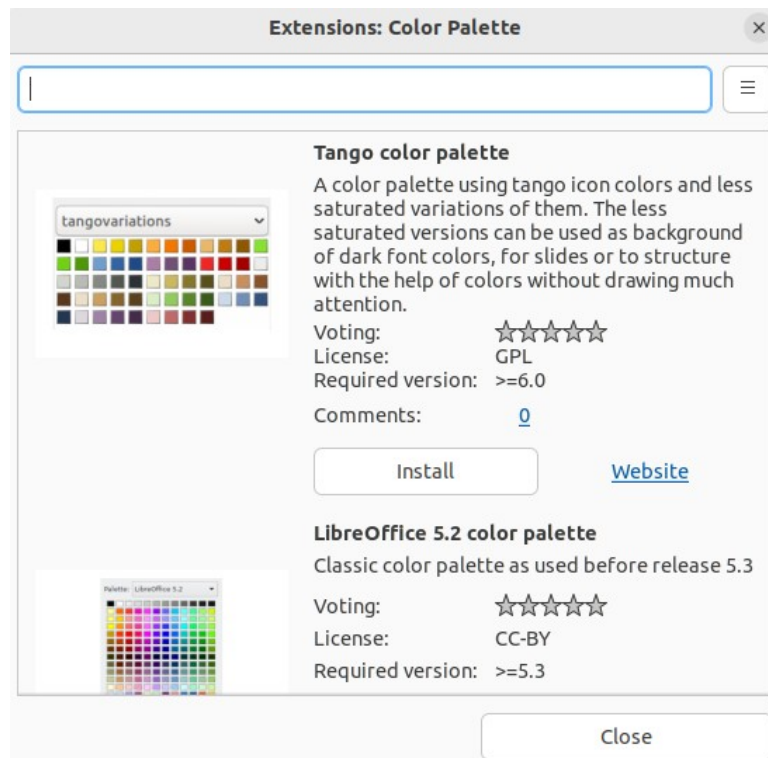 Extensions: Color Palette
Tango color palette
A color palette using tango icon colors and less
saturated variations of them. The less
saturated versions can be used as background
of dark font colors, for slides or to structure
with the help of colors without drawing much
attention.
tangovariations
Voting:
License: GPL
Required version: >=6.0
Comments: 0
Install Website
LibreOffice 5.2 color palette
Classic color palette as used before release 5.3
Palette: LibreOffice 5.2
Voting:
License: CC-BY
Required version: >=5.3
Close